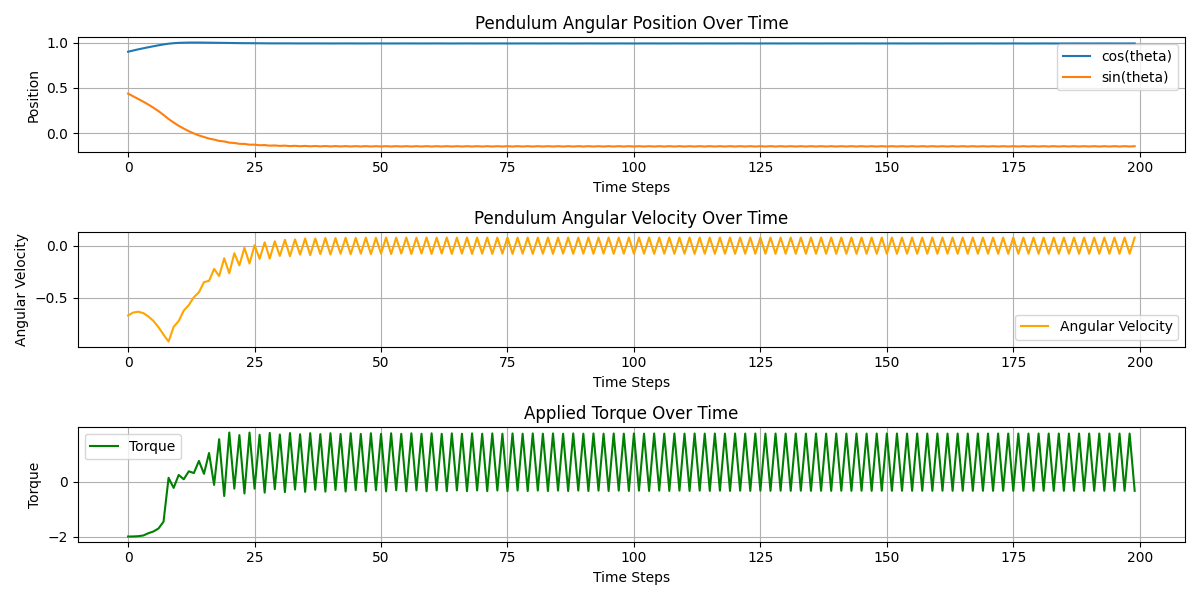 Pendulum Angular Position Over Time
1.0
0.5
0.0
Position
cos(theta)
sin(theta)
0 25 50 75 100 125 150 175 200
Time Steps
Pendulum Angular Velocity Over Time
0.0
−0.5
Angular Velocity
Angular Velocity
0 25 50 75 100 125 150 175 200
Time Steps
Applied Torque Over Time
Torque
0
−2
Torque
0 25 50 75 100 125 150 175 200
Time Steps